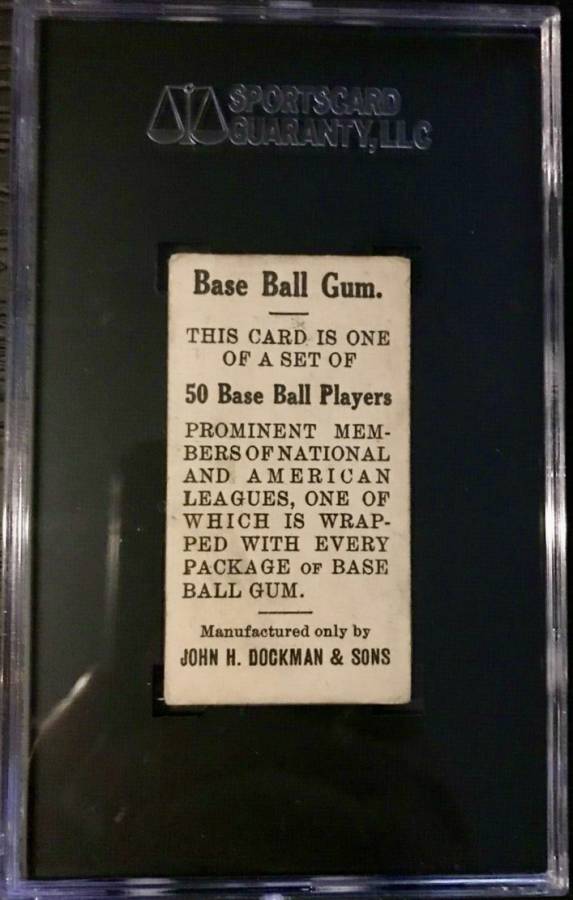 SPORTSCARD
GUARANTY, LLC
Base Ball Gum.
THIS CARD IS ONE
OF A SET OF
50 Base Ball Players
PROMINENT MEM-
BERS OF NATIONAL
AND AMERICAN
LEAGUES, ONE OF
WHICH IS WRAP-
PED WITH EVERY
PACKAGE OF BASE
BALL GUM.
Manufactured only by
JOHN H. DOCKMAN & SONS